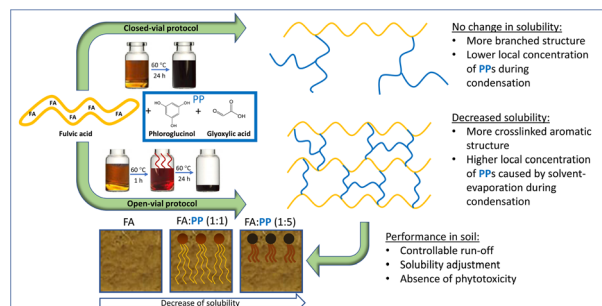 Closed-vial protocol
60 °C
24 h
FA
FA
FA
FA
FA
Fulvic acid
+
HO
OH
OH
PP
Phloroglucinol
+
O
O
OH
Glyoxylic acid
60 °C
1 h
60 °C
24 h
Open-vial protocol
No change in solubility:
• More branched structure
• Lower local concentration
of PPs during
condensation
Decreased solubility:
• More crosslinked aromatic
structure
• Higher local concentration
of PPs caused by solvent-
evaporation during
condensation
FA
FA:PP (1:1)
FA:PP (1:5)
Decrease of solubility
Performance in soil:
• Controllable run-off
• Solubility adjustment
• Absence of phytotoxicity